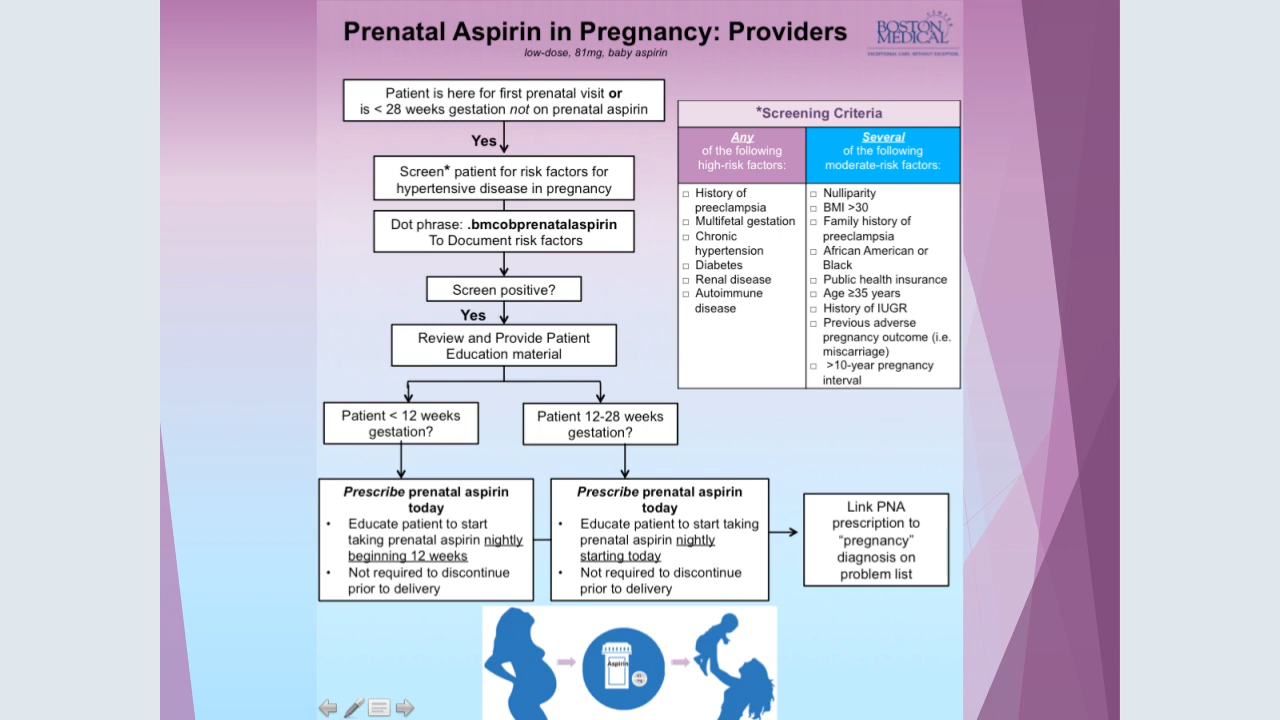 Prenatal Aspirin in Pregnancy: Providers
low-dose, 81mg, baby aspirin
BOSTON
MEDICAL
CENTER
EXCEPTIONAL CARE. WITHOUT EXCEPTION.
Patient is here for first prenatal visit or
is < 28 weeks gestation not on prenatal aspirin
Yes
Screen* patient for risk factors for
hypertensive disease in pregnancy
Dot phrase: .bmcobprenatalaspirin
To Document risk factors
Screen positive?
Yes
Review and Provide Patient
Education material
Patient < 12 weeks
gestation?
Patient 12-28 weeks
gestation?
Prescribe prenatal aspirin
today
• Educate patient to start
taking prenatal aspirin nightly
beginning 12 weeks
• Not required to discontinue
prior to delivery
Prescribe prenatal aspirin
today
• Educate patient to start taking
prenatal aspirin nightly
starting today
• Not required to discontinue
prior to delivery
Link PNA
prescription to
“pregnancy”
diagnosis on
problem list
*Screening Criteria
Any
of the following
high-risk factors:
□ History of
preeclampsia
□ Multifetal gestation
□ Chronic
hypertension
□ Diabetes
□ Renal disease
□ Autoimmune
disease
Several
of the following
moderate-risk factors:
□ Nulliparity
□ BMI >30
□ Family history of
preeclampsia
□ African American or
Black
□ Public health insurance
□ Age ≥35 years
□ History of IUGR
□ Previous adverse
pregnancy outcome (i.e.
miscarriage)
□ >10-year pregnancy
interval
Aspirin